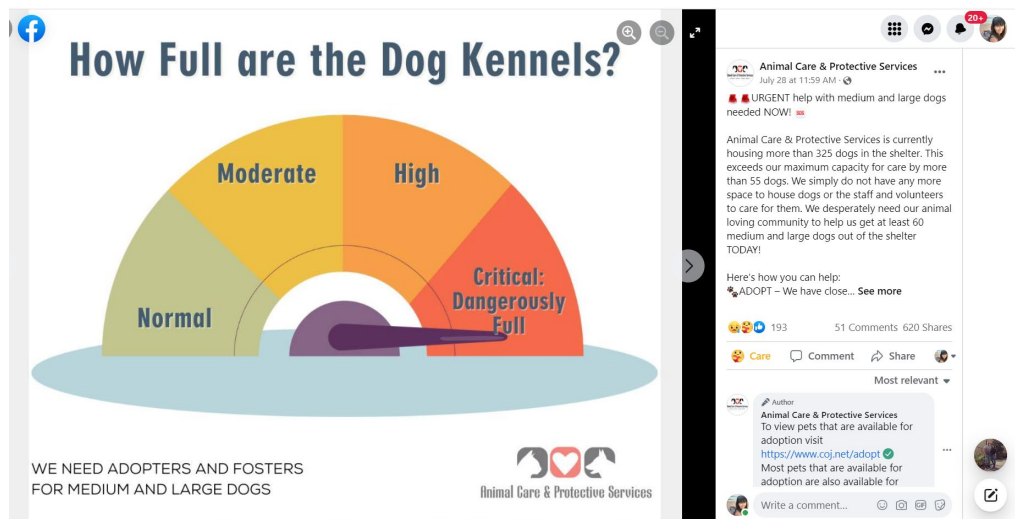 How Full are the Dog Kennels?
Moderate
High
Normal
Critical:
Dangerously
Full
WE NEED ADOPTERS AND FOSTERS
FOR MEDIUM AND LARGE DOGS
Animal Care & Protective Services
20+
Animal Care & Protective Services
July 28 at 11:59 AM ·
URGENT help with medium and large dogs
needed NOW!
Animal Care & Protective Services is currently
housing more than 325 dogs in the shelter. This
exceeds our maximum capacity for care by more
than 55 dogs. We simply do not have any more
space to house dogs or the staff and volunteers
to care for them. We desperately need our animal
loving community to help us get at least 60
medium and large dogs out of the shelter
TODAY!
Here's how you can help:
ADOPT – We have close... See more
193
51 Comments 620 Shares
Care
Comment
Share
Most relevant
Author
Animal Care & Protective Services
To view pets that are available for
adoption visit
https://www.coj.net/adopt
Most pets that are available for
adoption are also available for
Write a comment...
GIF